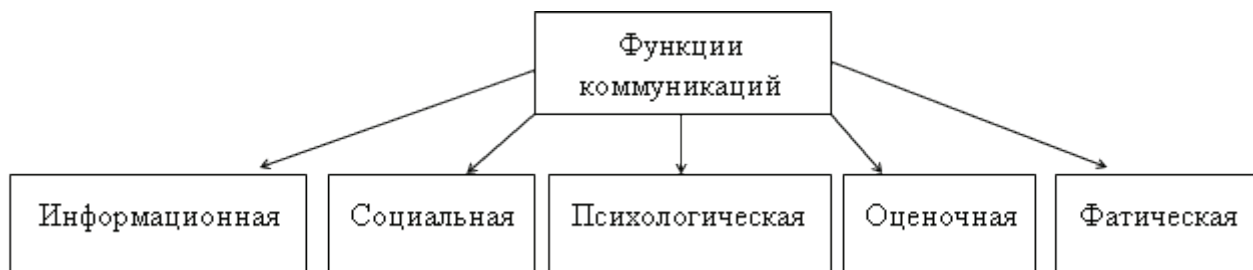 Функции
коммуникаций
Информационная
Социальная
Психологическая
Оценочная
Фатическая